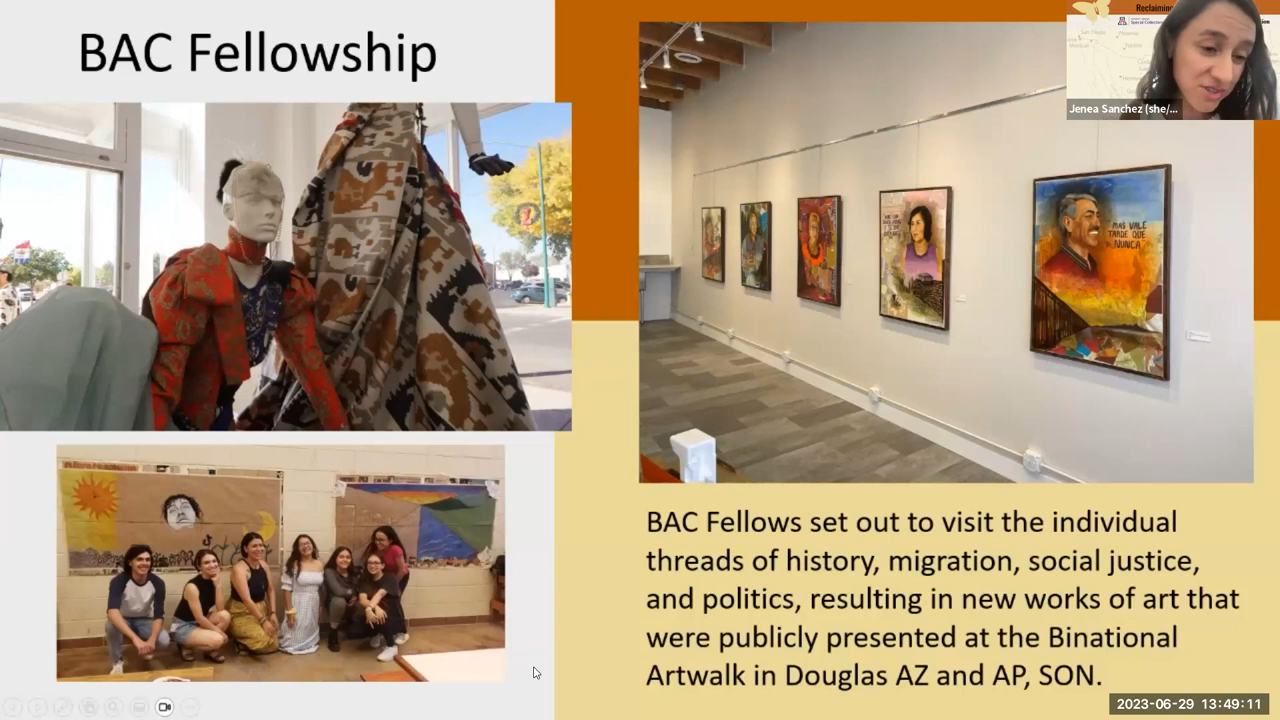 BAC Fellowship
Reclaiming
Jenea Sanchez (she/...
MAS VALE
TARDE QUE
NUNCA
BAC Fellows set out to visit the individual
threads of history, migration, social justice,
and politics, resulting in new works of art that
were publicly presented at the Binational
Artwalk in Douglas AZ and AP, SON.
2023-06-29 13:49:11